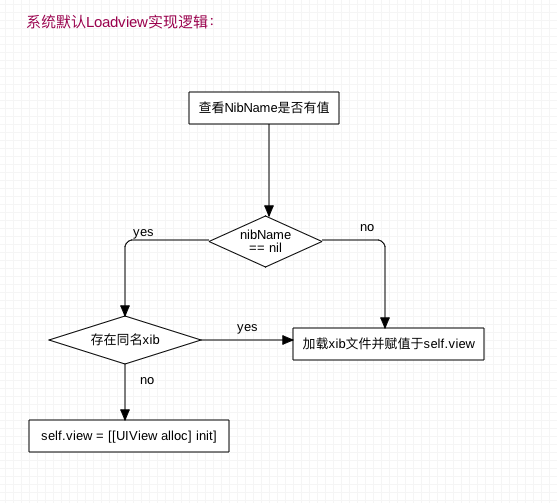 系统默认Loadview实现逻辑：
查看NibName是否有值
yes
nibName
== nil
no
存在同名xib
yes
加载xib文件并赋值于self.view
no
self.view = [[UIView alloc] init]